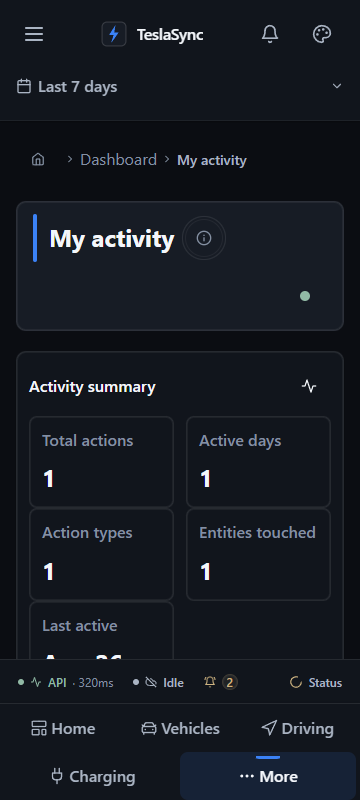 TeslaSync
Last 7 days
Dashboard My activity
My activity
Activity summary
Total actions Active days
1 1
Action types Entities touched
1 1
Last active
API · 320ms Idle 2 Status
Home Vehicles Driving
Charging More